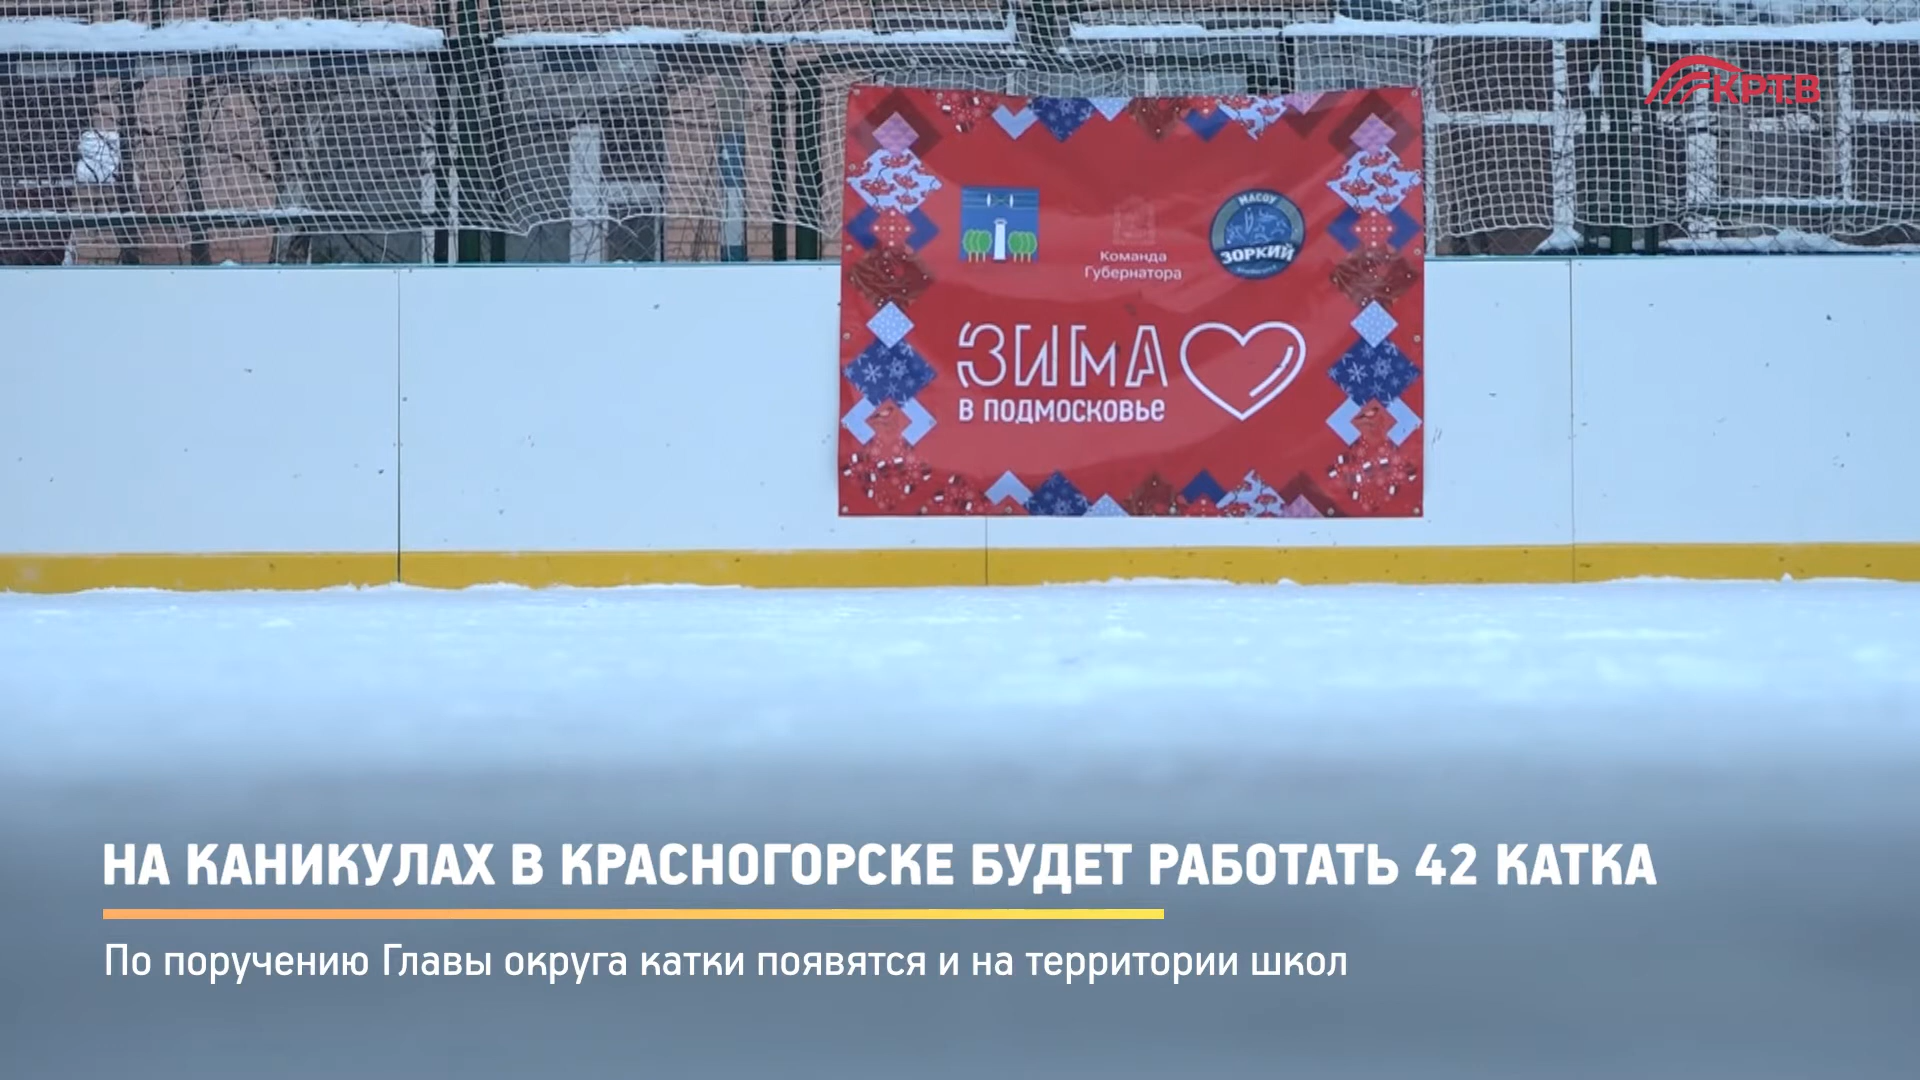 КРТВ
МАСОУ
ЗОРКИЙ
Команда
Губернатора
ЗИМА
в ПОДМОСКОВЬЕ
НА КАНИКУЛАХ В КРАСНОГОРСКЕ БУДЕТ РАБОТАТЬ 42 КАТКА
По поручению Главы округа катки появятся и на территории школ